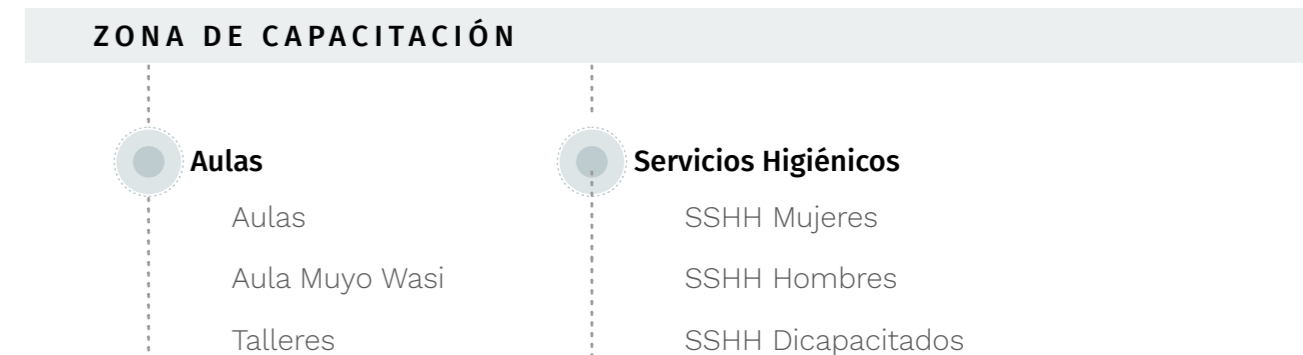 ZONA DE CAPACITACIÓN
Aulas
Aulas
Aula Muyo Wasi
Talleres
Servicios Higiénicos
SSHH Mujeres
SSHH Hombres
SSHH Dicapacitados